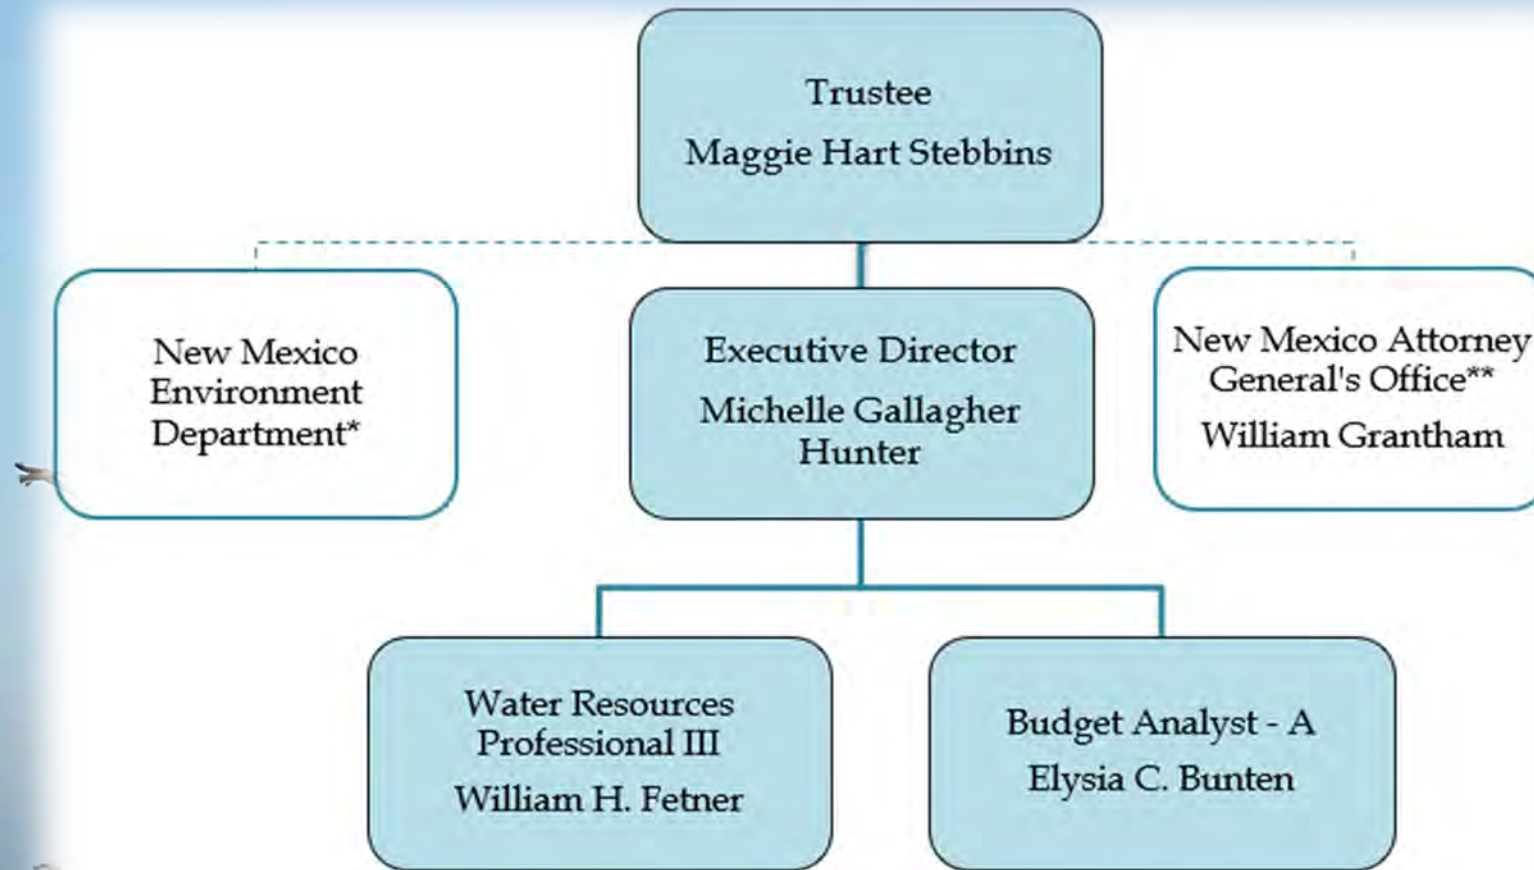 Trustee
Maggie Hart Stebbins
New Mexico
Environment
Department*
Executive Director
Michelle Gallagher
Hunter
New Mexico Attorney
General's Office**
William Grantham
Water Resources
Professional III
William H. Fetner
Budget Analyst - A
Elysia C. Bunten